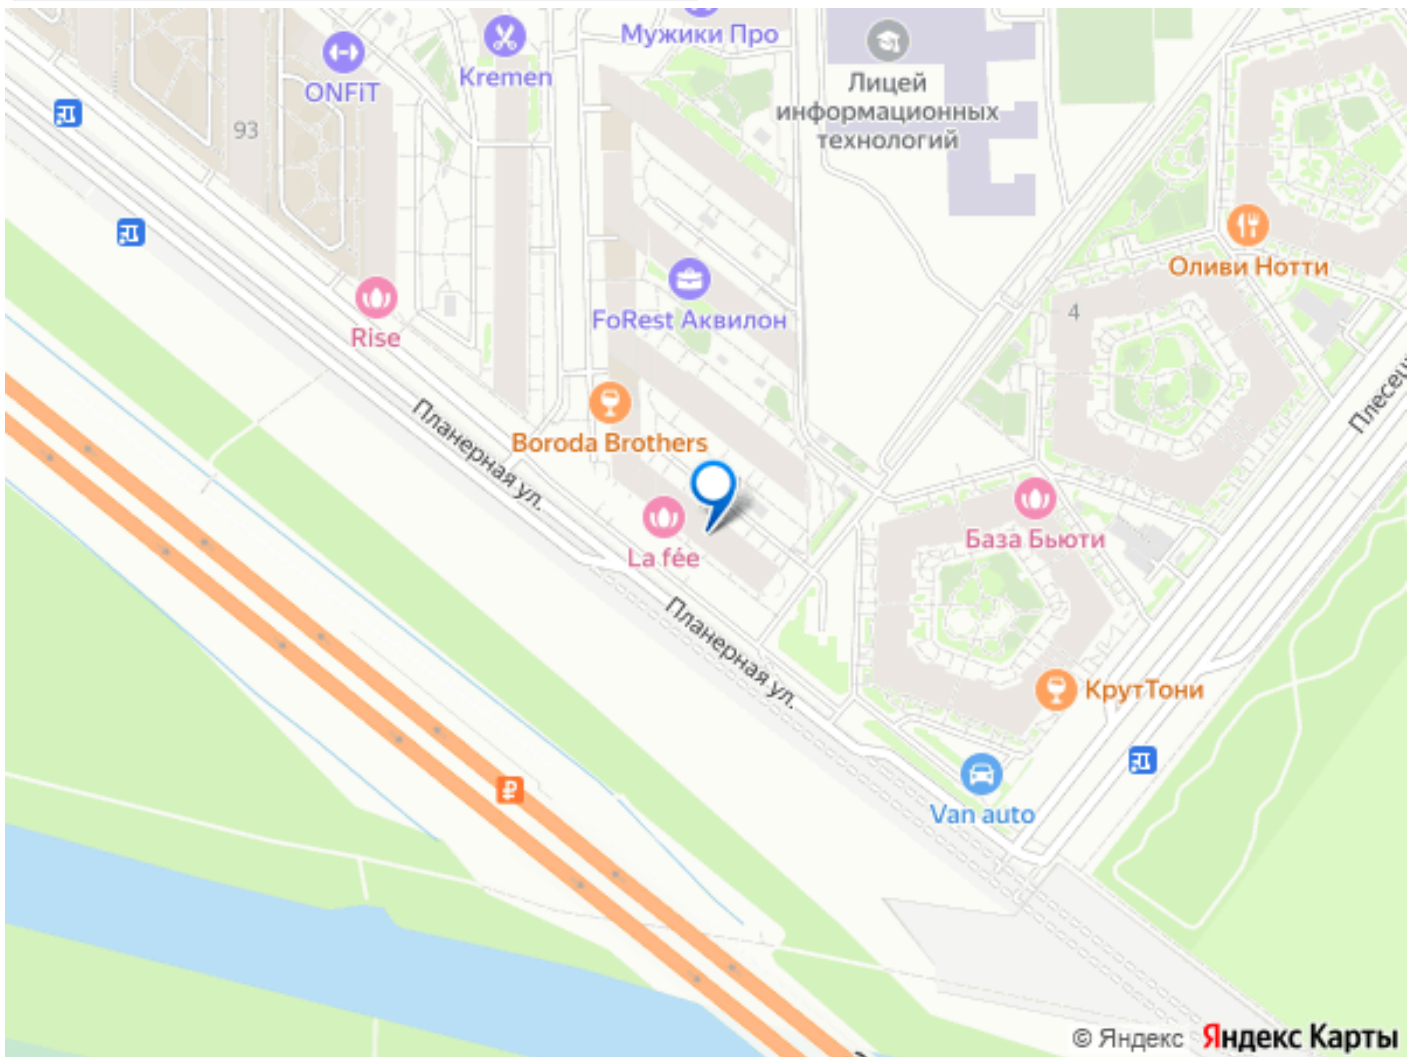 Мужики Про
ONFiT
Kremen
Лицей
информационных
технологий
93
Оливи Нотти
Rise
FoRest Аквилон
4
Планерная ул.
Boroda Brothers
La fée
База Бьюти
Планерная ул.
КрутТони
Van auto
© Яндекс Яндекс Карты